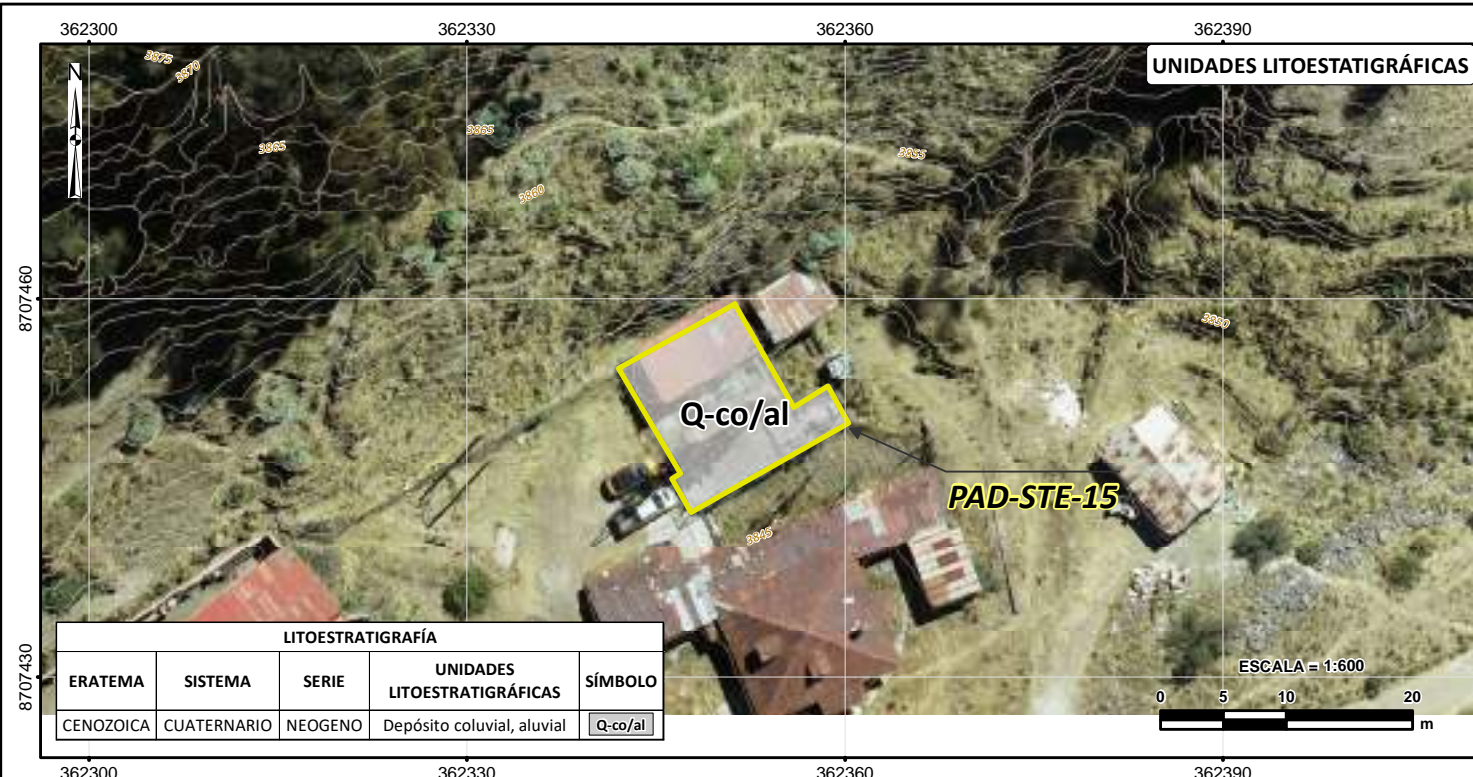 362300 362330 362360 362390
UNIDADES LITOESTATIGRÁFICAS
N
3875
3870
3865
3865
3855
3860
8707460
3850
Q-co/al
PAD-STE-15
3845
LITOESTRATIGRAFÍA
ERATEMA SISTEMA SERIE UNIDADES LITOESTRATIGRÁFICAS SÍMBOLO
CENOZOICA CUATERNARIO NEOGENO Depósito coluvial, aluvial Q-co/al
8707430
ESCALA = 1:600
0 5 10 20
m
362300 362330 362360 362390